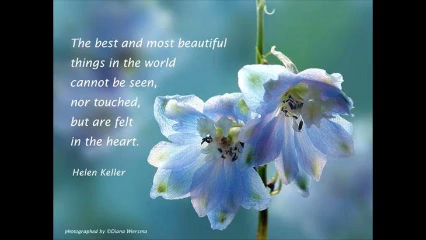 The best and most beautiful
things in the world
cannot be seen,
nor touched,
but are felt
in the heart.
Helen Keller
photographed by ©Diana Wersma